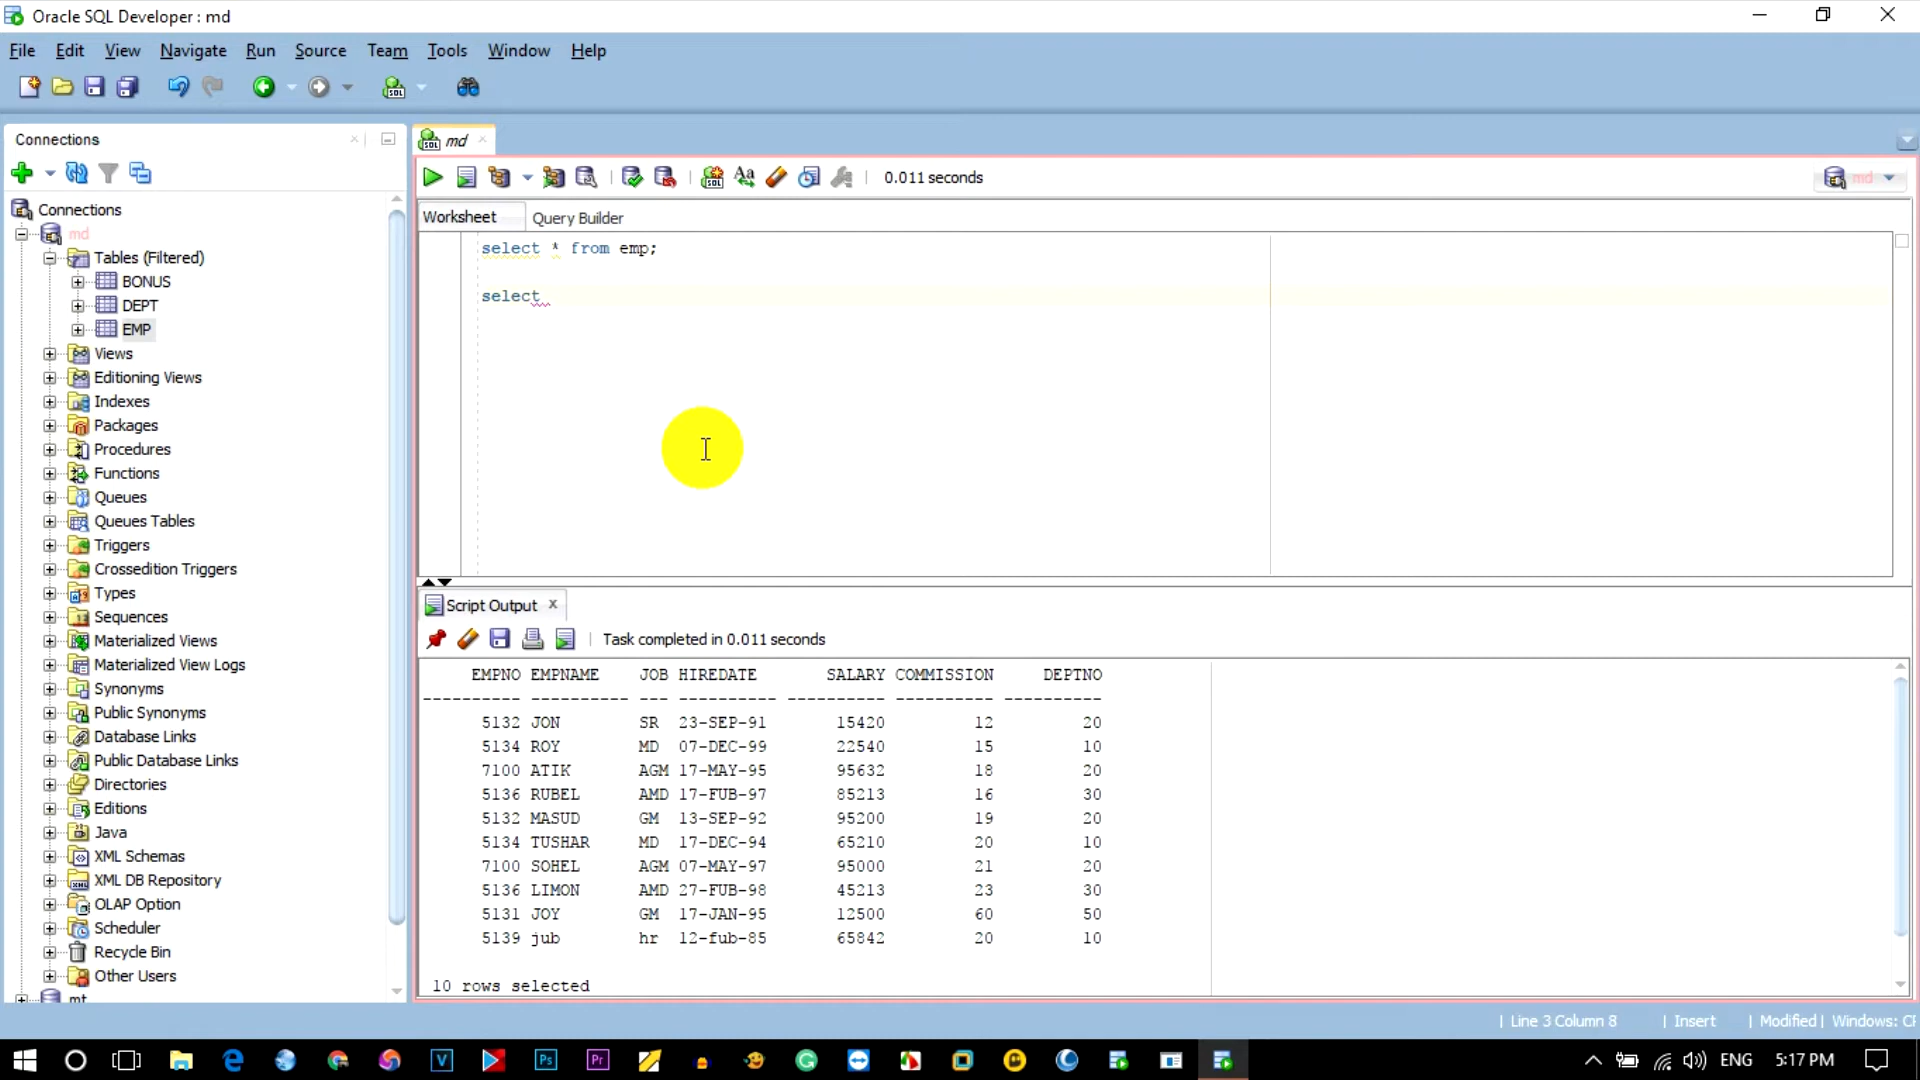 Oracle SQL Developer : md
File Edit View Navigate Run Source Team Tools Window Help
Connections
md
0.011 seconds
md
Worksheet
Query Builder
Connections
md
Tables (Filtered)
BONUS
DEPT
EMP
Views
Editioning Views
Indexes
Packages
Procedures
Functions
Queues
Queues Tables
Triggers
Crossedition Triggers
Types
Sequences
Materialized Views
Materialized View Logs
Synonyms
Public Synonyms
Database Links
Public Database Links
Directories
Editions
Java
XML Schemas
XML DB Repository
OLAP Option
Scheduler
Recycle Bin
Other Users
select * from emp;
select
Script Output
Task completed in 0.011 seconds
EMPNO EMPNAME JOB HIREDATE SALARY COMMISSION DEPTNO
---------- ---------- --- ---------- ---------- ---------- ----------
5132 JON SR 23-SEP-91 15420 12 20
5134 ROY MD 07-DEC-99 22540 15 10
7100 ATIK AGM 17-MAY-95 95632 18 20
5136 RUBEL AMD 17-FUB-97 85213 16 30
5132 MASUD GM 13-SEP-92 95200 19 20
5134 TUSHAR MD 17-DEC-94 65210 20 10
7100 SOHEL AGM 07-MAY-97 95000 21 20
5136 LIMON AMD 27-FUB-98 45213 23 30
5131 JOY GM 17-JAN-95 12500 60 50
5139 jub hr 12-fub-85 65842 20 10
10 rows selected
Line 3 Column 8 | Insert | Modified | Windows:
ENG 5:17 PM